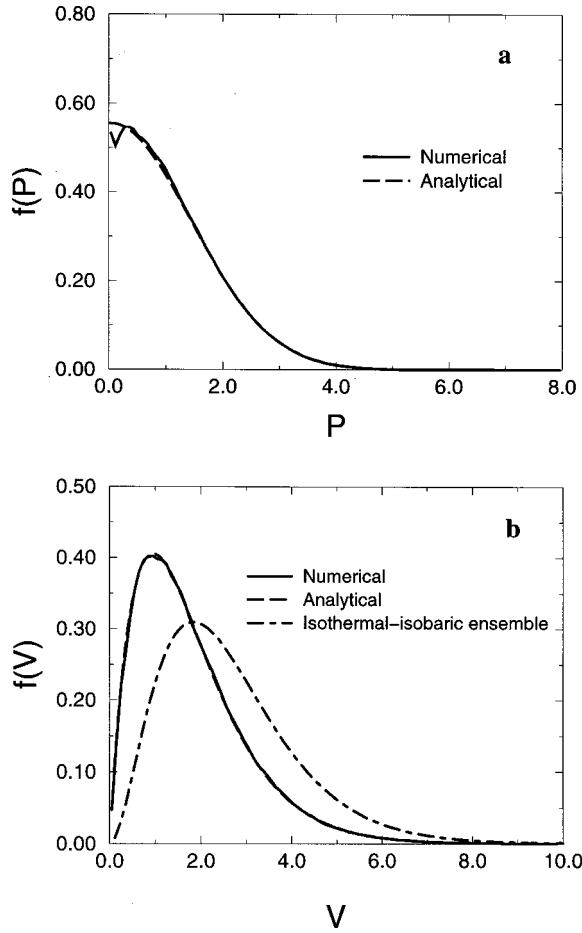 0.80
a
0.60
Numerical
Analytical
f(P)
0.40
0.20
0.00
0.0 2.0 4.0 6.0 8.0
P
0.50
b
0.40
Numerical
Analytical
Isothermal–isobaric ensemble
f(V)
0.30
0.20
0.10
0.00
0.0 2.0 4.0 6.0 8.0 10.0
V